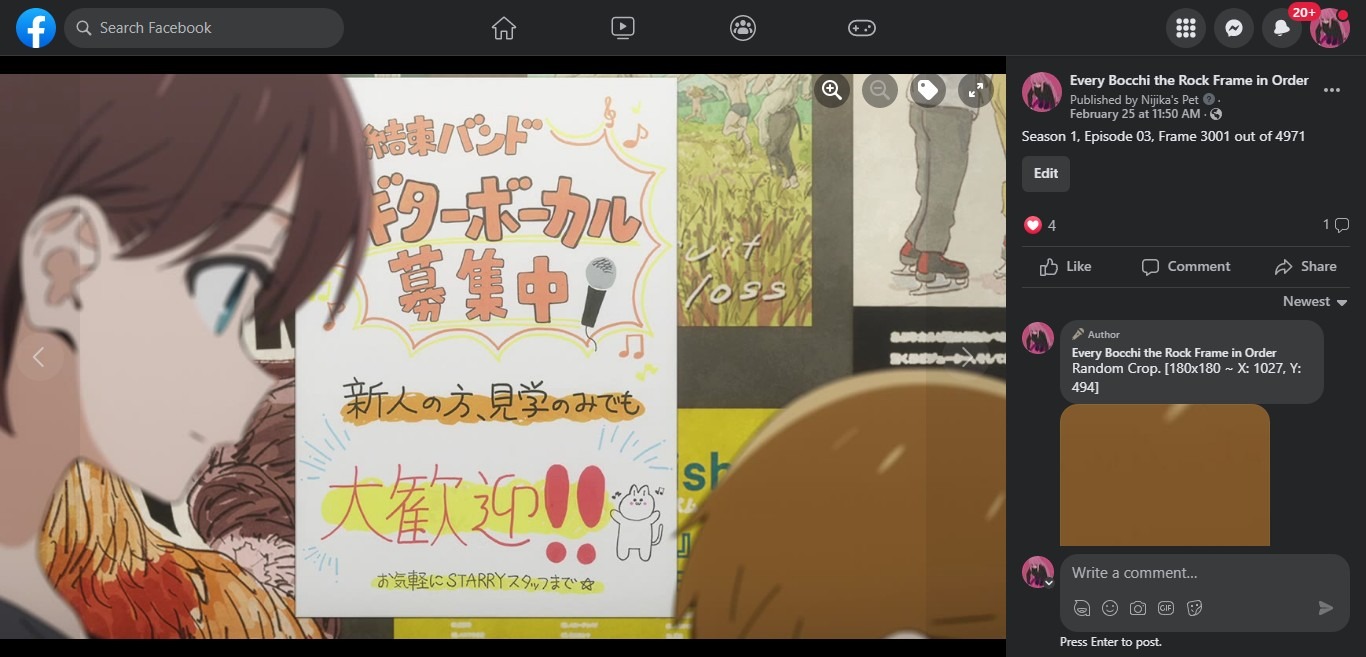 Search Facebook
20+
結束バンド
ギターボーカル
募集中
新人の方、見学のみでも
大歓迎!!
お気軽にSTARRYスタッフまで☆
uit
loss
ish
Every Bocchi the Rock Frame in Order
Published by Nijika's Pet ·
February 25 at 11:50 AM ·
Season 1, Episode 03, Frame 3001 out of 4971
Edit
4
1
Like
Comment
Share
Newest
Author
Every Bocchi the Rock Frame in Order
Random Crop. [180x180 ~ X: 1027, Y:
494]
Write a comment...
GIF
Press Enter to post.